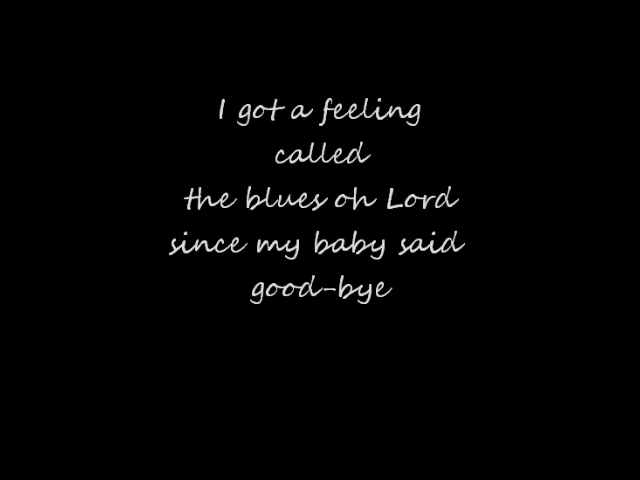 I got a feeling
called
the blues oh Lord
since my baby said
good-bye